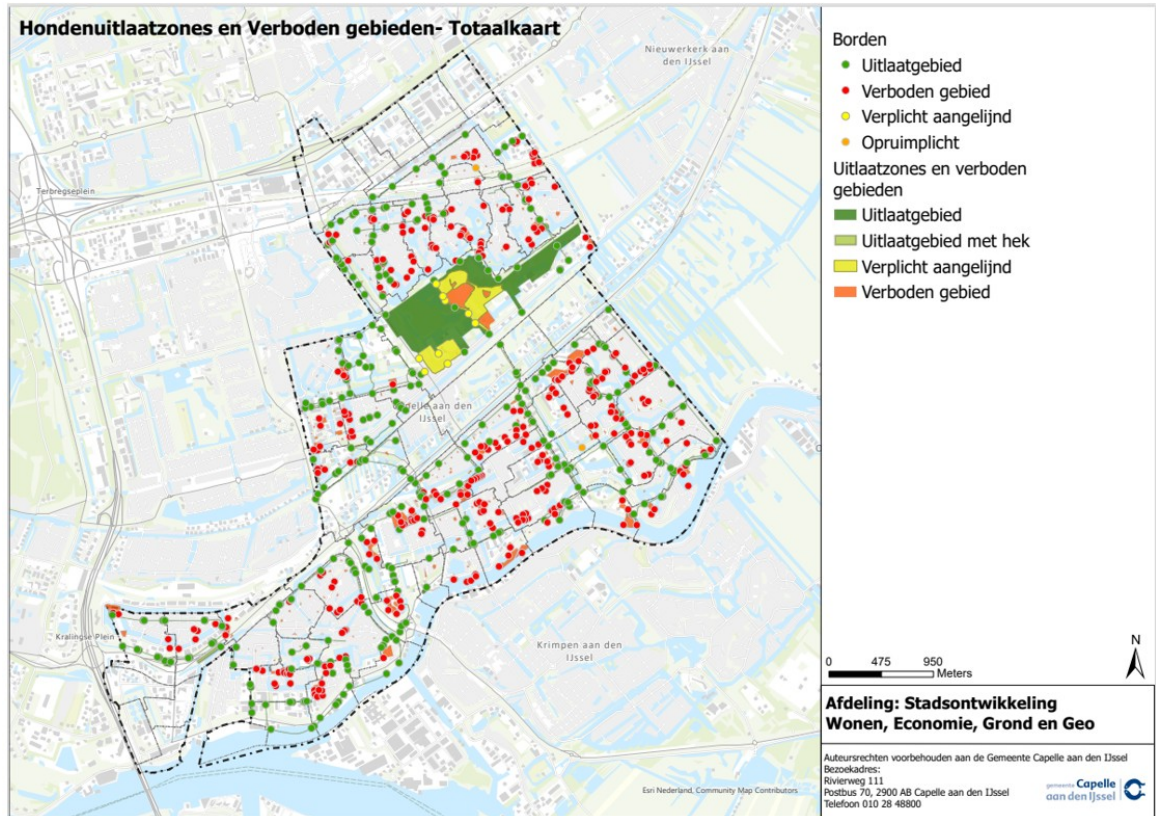 Hondenuitlaatzones en Verboden gebieden- Totaalkaart
Nieuwerkerk aan
den IJssel
Terbregseplein
IJssel
Kralingse Plein
Krimpen aan den
IJssel
Esri Nederland, Community Map Contributors
Borden
Uitlaatgebied
Verboden gebied
Verplicht aangelijnd
Opruimplicht
Uitlaatzones en verboden
gebieden
Uitlaatgebied
Uitlaatgebied met hek
Verplicht aangelijnd
Verboden gebied
N
0 475 950
Meters
Afdeling: Stadsontwikkeling
Wonen, Economie, Grond en Geo
Auteursrechten voorbehouden aan de Gemeente Capelle aan den IJssel
Bezoekadres:
Rivierweg 111
Postbus 70, 2900 AB Capelle aan den IJssel
Telefoon 010 28 48800
gemeente Capelle
aan den IJssel